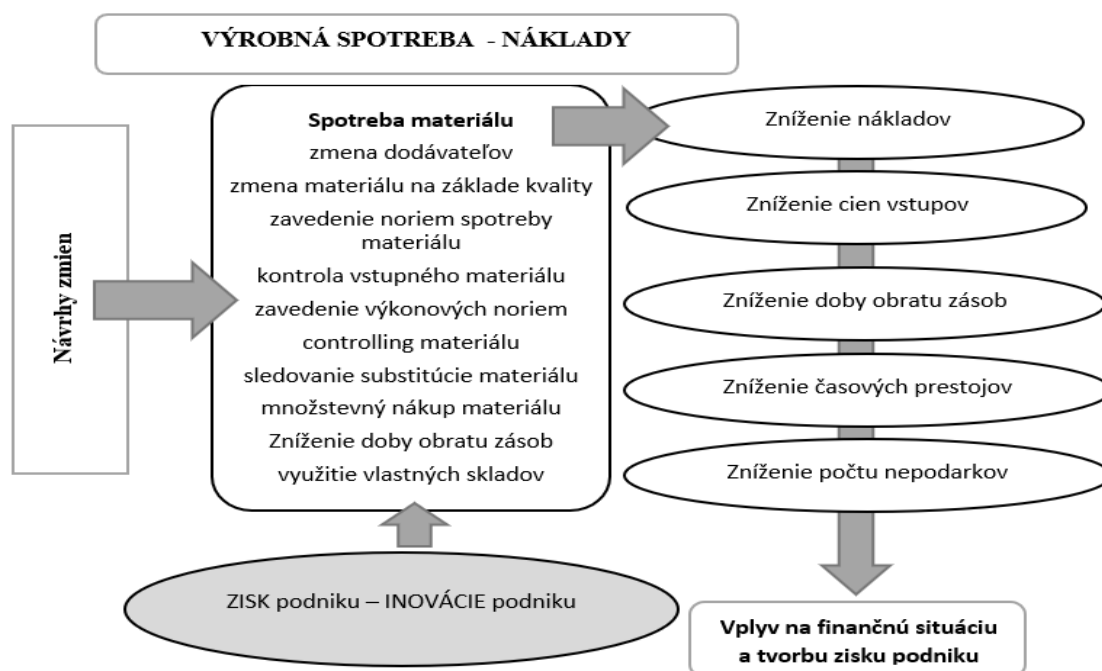 VÝROBNÁ SPOTREBA - NÁKLADY
Návrhy zmien
Spotreba materiálu
zmena dodávateľov
zmena materiálu na základe kvality
zavedenie noriem spotreby
materiálu
kontrola vstupného materiálu
zavedenie výkonových noriem
controlling materiálu
sledovanie substitúcie materiálu
množstevný nákup materiálu
Zníženie doby obratu zásob
využitie vlastných skladov
ZISK podniku – INOVÁCIE podniku
Zníženie nákladov
Zníženie cien vstupov
Zníženie doby obratu zásob
Zníženie časových prestojov
Zníženie počtu nepodarkov
Vplyv na finančnú situáciu
a tvorbu zisku podniku